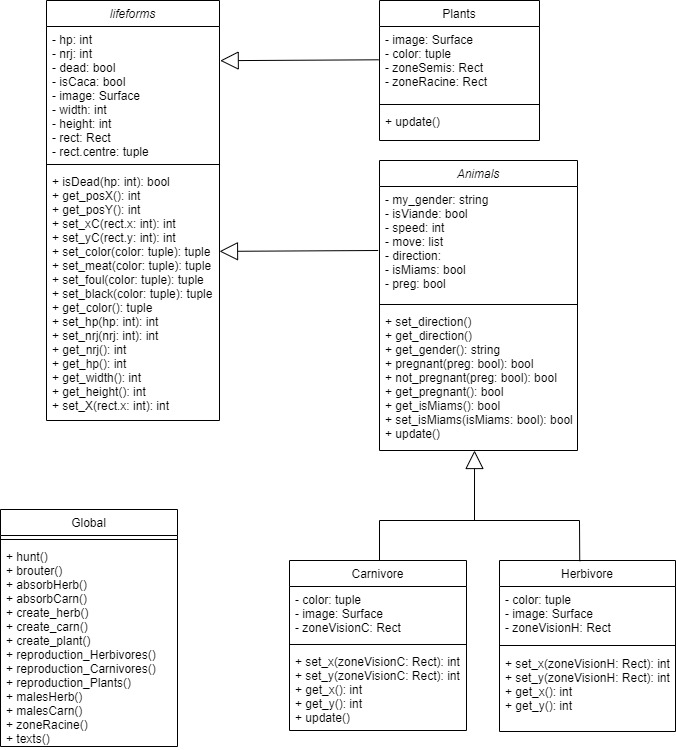 lifeforms
- hp: int
- nrj: int
- dead: bool
- isCaca: bool
- image: Surface
- width: int
- height: int
- rect: Rect
- rect.centre: tuple
+ isDead(hp: int): bool
+ get_posX(): int
+ get_posY(): int
+ set_xC(rect.x: int): int
+ set_yC(rect.y: int): int
+ set_color(color: tuple): tuple
+ set_meat(color: tuple): tuple
+ set_foul(color: tuple): tuple
+ set_black(color: tuple): tuple
+ get_color(): tuple
+ set_hp(hp: int): int
+ set_nrj(nrj: int): int
+ get_nrj(): int
+ get_hp(): int
+ get_width(): int
+ get_height(): int
+ set_X(rect.x: int): int
Plants
- image: Surface
- color: tuple
- zoneSemis: Rect
- zoneRacine: Rect
+ update()
Animals
- my_gender: string
- isViande: bool
- speed: int
- move: list
- direction:
- isMiams: bool
- preg: bool
+ set_direction()
+ get_direction()
+ get_gender(): string
+ pregnant(preg: bool): bool
+ not_pregnant(preg: bool): bool
+ get_pregnant(): bool
+ get_isMiams(): bool
+ set_isMiams(isMiams: bool): bool
+ update()
Global
+ hunt()
+ brouter()
+ absorbHerb()
+ absorbCarn()
+ create_herb()
+ create_carn()
+ create_plant()
+ reproduction_Herbivores()
+ reproduction_Carnivores()
+ reproduction_Plants()
+ malesHerb()
+ malesCarn()
+ zoneRacine()
+ texts()
Carnivore
- color: tuple
- image: Surface
- zoneVisionC: Rect
+ set_x(zoneVisionC: Rect): int
+ set_y(zoneVisionC: Rect): int
+ get_x(): int
+ get_y(): int
+ update()
Herbivore
- color: tuple
- image: Surface
- zoneVisionH: Rect
+ set_x(zoneVisionH: Rect): int
+ set_y(zoneVisionH: Rect): int
+ get_x(): int
+ get_y(): int